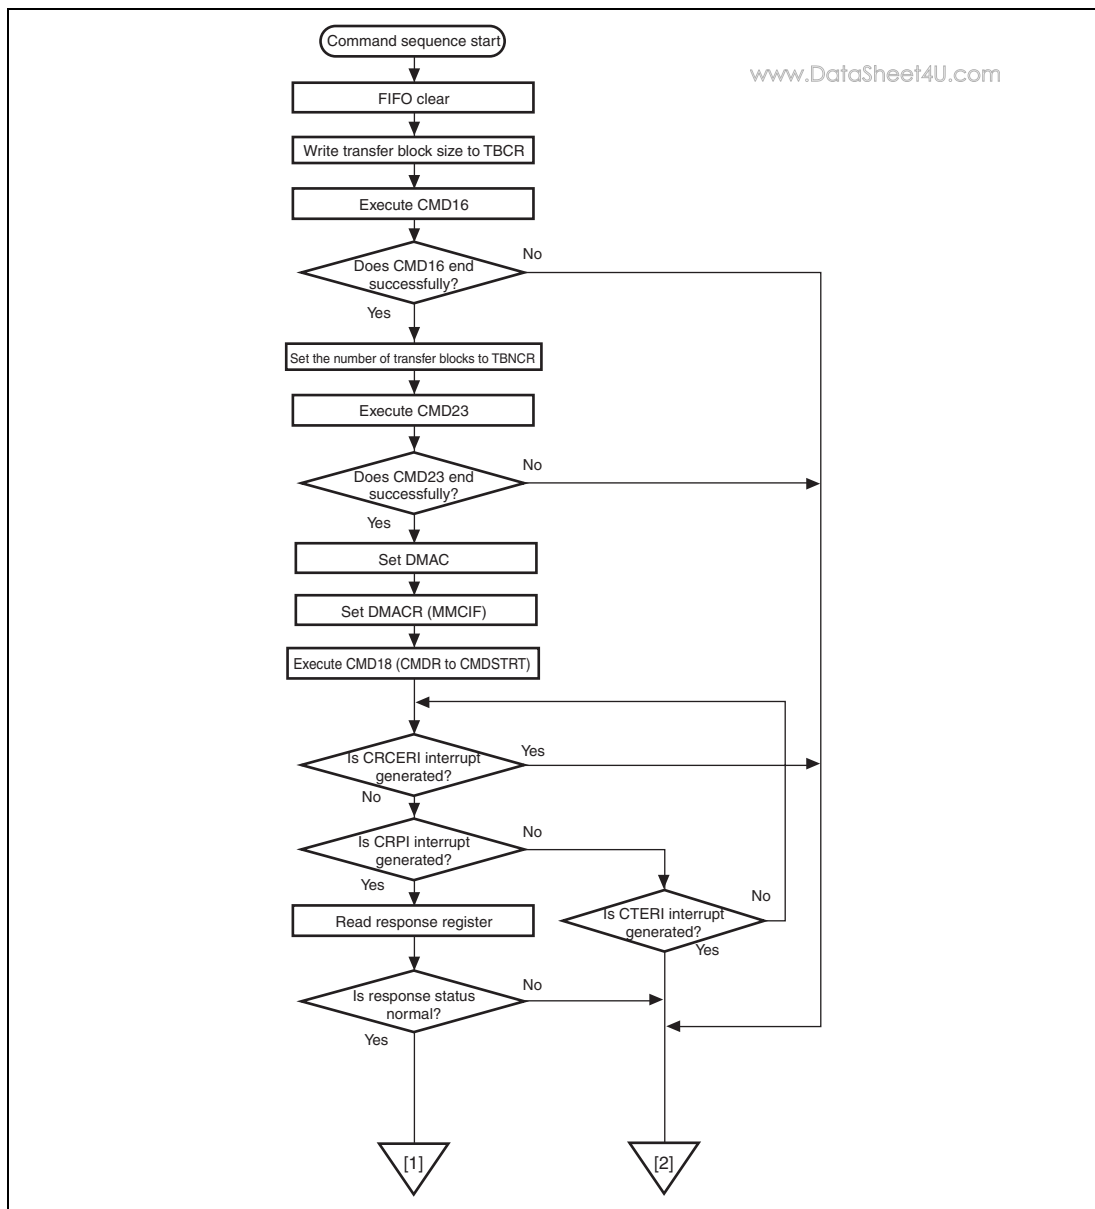 Command sequence start
www.DataSheet4U.com
FIFO clear
Write transfer block size to TBCR
Execute CMD16
No
Does CMD16 end
successfully?
Yes
Set the number of transfer blocks to TBNCR
Execute CMD23
No
Does CMD23 end
successfully?
Yes
Set DMAC
Set DMACR (MMCIF)
Execute CMD18 (CMDR to CMDSTRT)
Is CRCERI interrupt
generated?
Yes
No
Is CRPI interrupt
generated?
No
Yes
Read response register
Is CTERI interrupt
generated?
No
Yes
Is response status
normal?
No
Yes
[1]
[2]